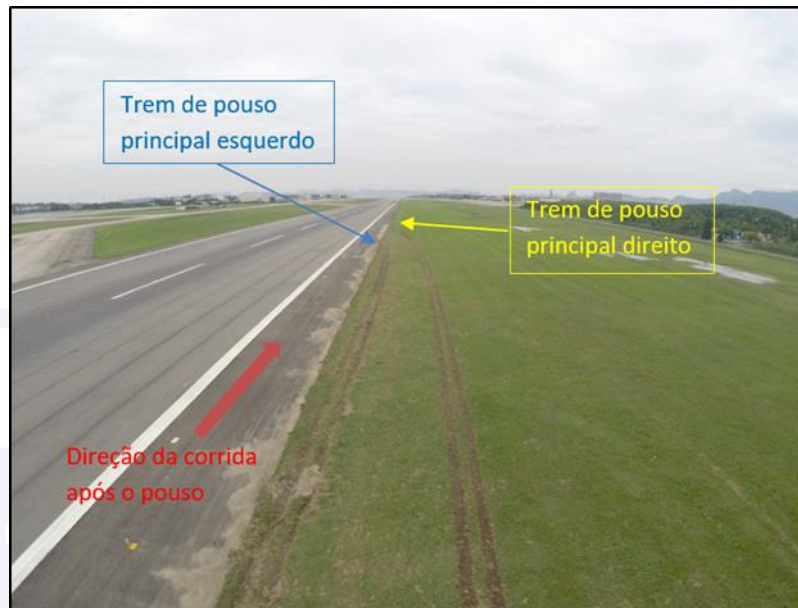 Trem de pouso
principal esquerdo
Trem de pouso
principal direito
Direção da corrida
após o pouso